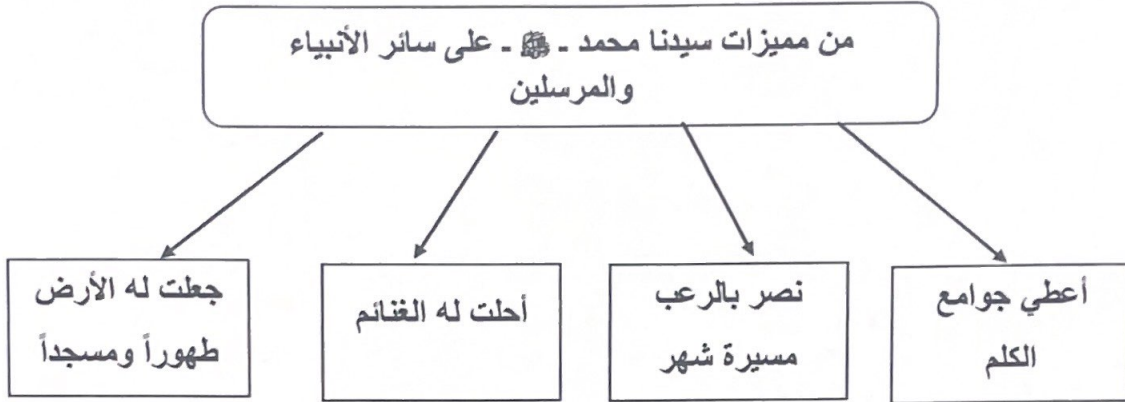 من مميزات سيدنا محمد - ﷺ - على سائر الأنبياء
والمرسلين
أعطي جوامع
الكلم
نصر بالرعب
مسيرة شهر
أحلت له الغنائم
جعلت له الأرض
طهوراً ومسجداً